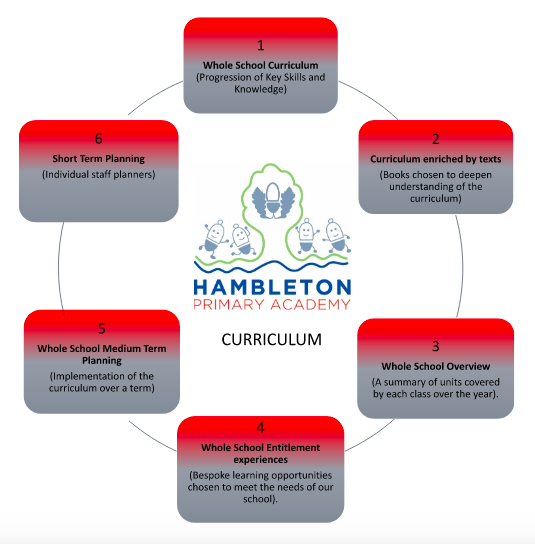 1
Whole School Curriculum
(Progression of Key Skills and
Knowledge)
2
Curriculum enriched by texts
(Books chosen to deepen
understanding of the
curriculum)
3
Whole School Overview
(A summary of units covered
by each class over the year).
4
Whole School Entitlement
experiences
(Bespoke learning opportunities
chosen to meet the needs of our
school).
5
Whole School Medium Term
Planning
(Implementation of the
curriculum over a term)
6
Short Term Planning
(Individual staff planners)
HAMBLETON
PRIMARY ACADEMY
CURRICULUM